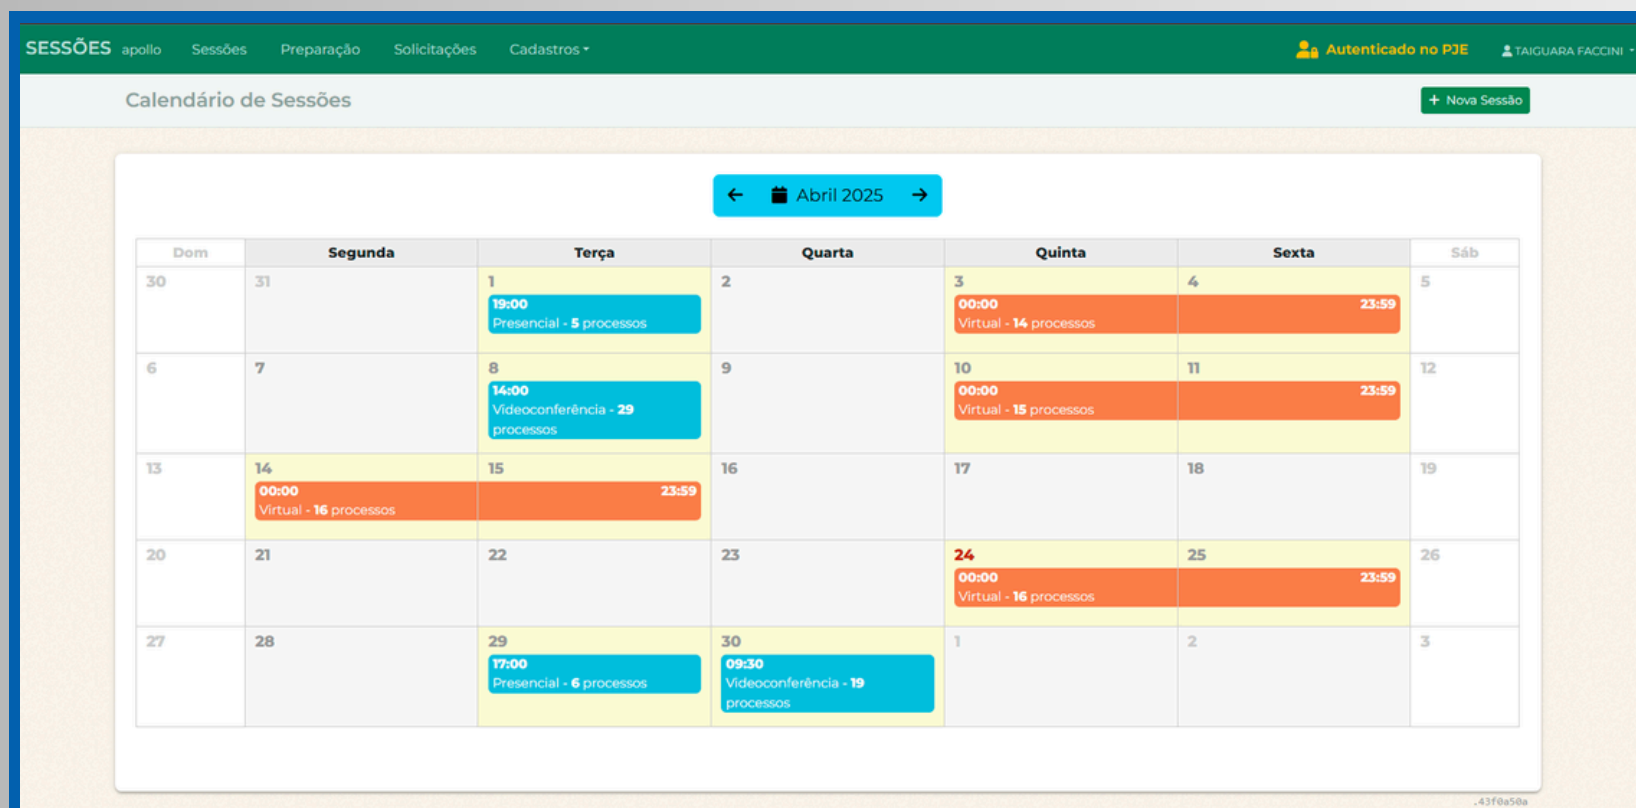 SESSÕES apollo Sessões Preparação Solicitações Cadastros Autenticado no PJE TAIGUARA FACCINI
Calendário de Sessões + Nova Sessão
Abril 2025
Dom Segunda Terça Quarta Quinta Sexta Sáb
30 31 1 2 3 4 5
19:00 00:00 23:59
Presencial - 5 processos Virtual - 14 processos
6 7 8 9 10 11 12
14:00 00:00 23:59
Videoconferência - 29 Virtual - 15 processos
processos
13 14 15 16 17 18 19
00:00 23:59
Virtual - 16 processos
20 21 22 23 24 25 26
00:00 23:59
Virtual - 16 processos
27 28 29 30 1 2 3
17:00 09:30
Presencial - 6 processos Videoconferência - 19
processos
.43f0a50a